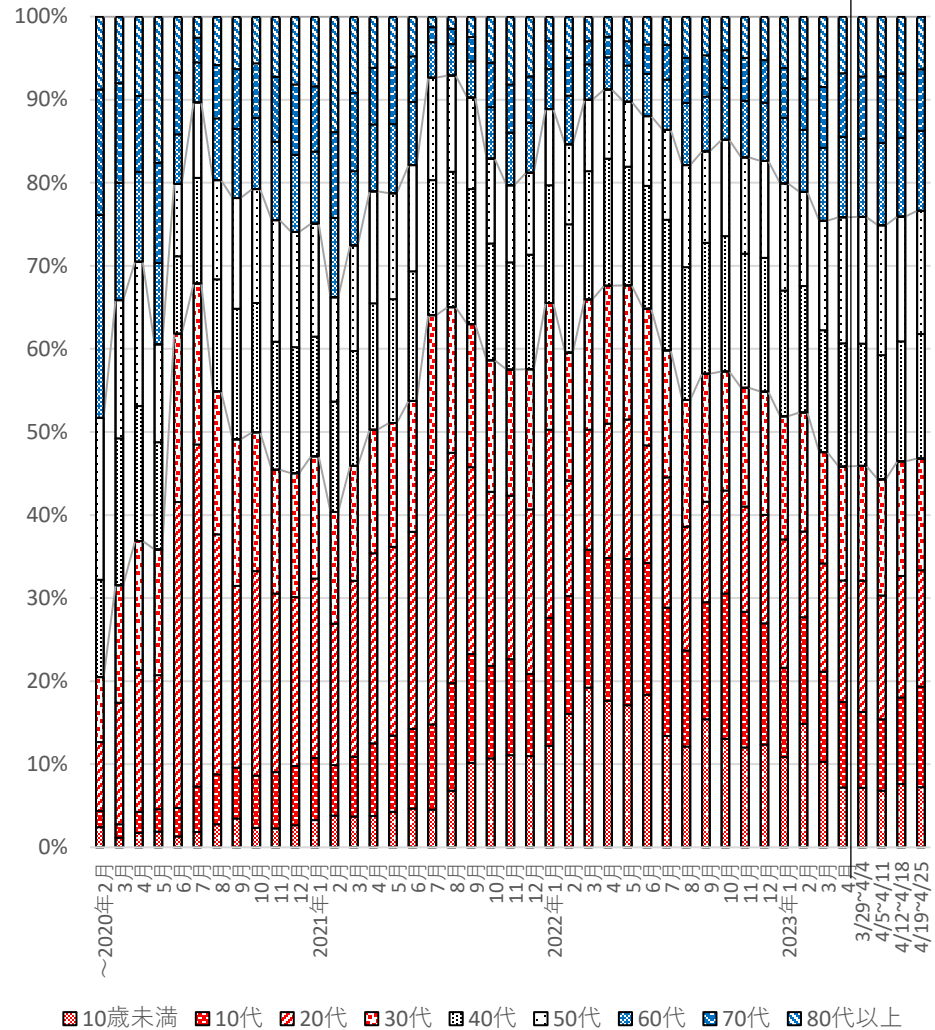 100%
90%
80%
70%
60%
50%
40%
30%
20%
10%
0%
~2020年 2月
3月
4月
5月
6月
7月
8月
9月
10月
11月
12月
2021年 1月
2月
3月
4月
5月
6月
7月
8月
9月
10月
11月
12月
2022年 1月
2月
3月
4月
5月
6月
7月
8月
9月
10月
11月
12月
2023年 1月
2月
3月
4月
3/29~4/4
4/5~4/11
4/12~4/18
4/19~4/25
10歳未満 10代 20代 30代 40代 50代 60代 70代 80代以上